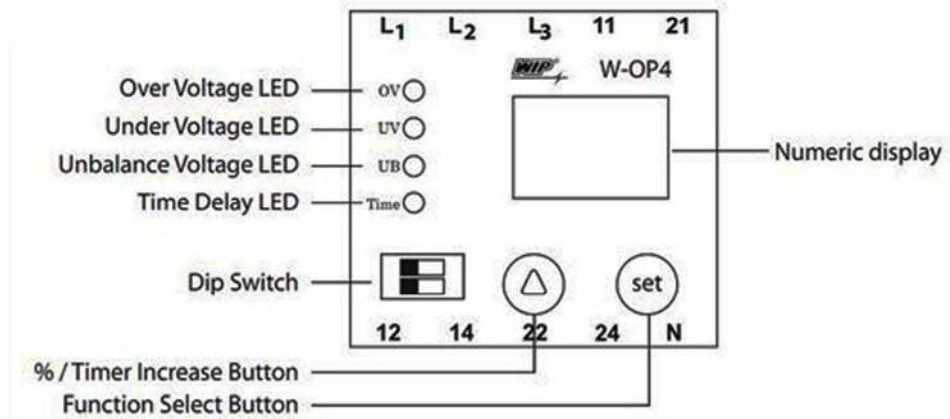 L1 L2 L3 11 21
WIP W-OP4
Over Voltage LED OV
Under Voltage LED UV
Unbalance Voltage LED UB
Numeric display
Time Delay LED Time
Dip Switch
set
12 14 22 24 N
% / Timer Increase Button
Function Select Button